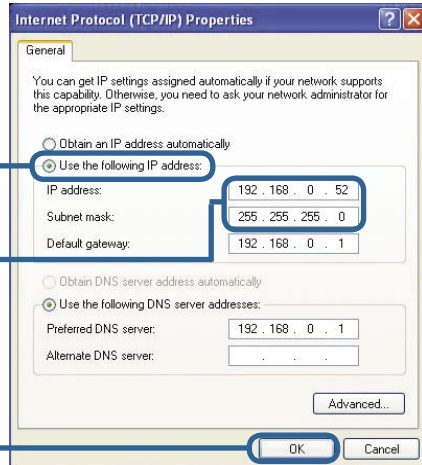 Internet Protocol (TCP/IP) Properties
General
You can get IP settings assigned automatically if your network supports
this capability. Otherwise, you need to ask your network administrator for
the appropriate IP settings.
Obtain an IP address automatically
Use the following IP address:
IP address: 192 . 168 . 0 . 52
Subnet mask: 255 . 255 . 255 . 0
Default gateway: 192 . 168 . 0 . 1
Obtain DNS server address automatically
Use the following DNS server addresses:
Preferred DNS server: 192 . 168 . 0 . 1
Alternate DNS server: . . .
Advanced...
OK Cancel